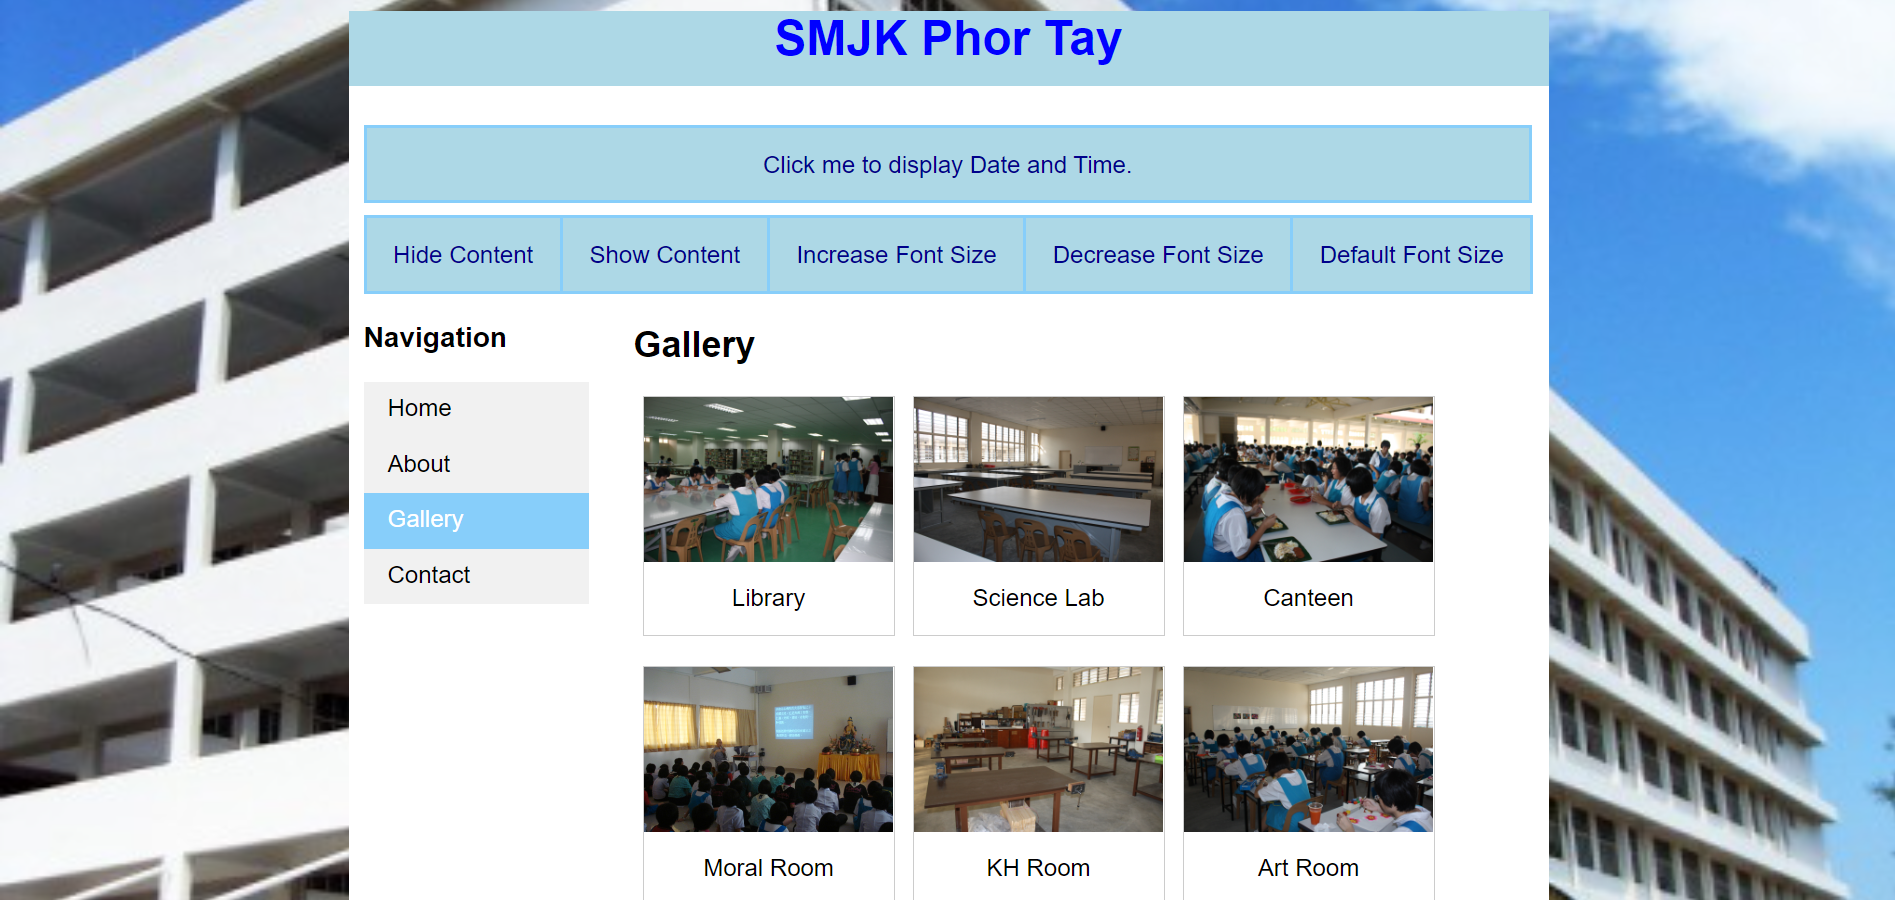 SMJK Phor Tay
Click me to display Date and Time.
Hide Content
Show Content
Increase Font Size
Decrease Font Size
Default Font Size
Navigation
Home
About
Gallery
Contact
Gallery
Library
Science Lab
Canteen
Moral Room
KH Room
Art Room